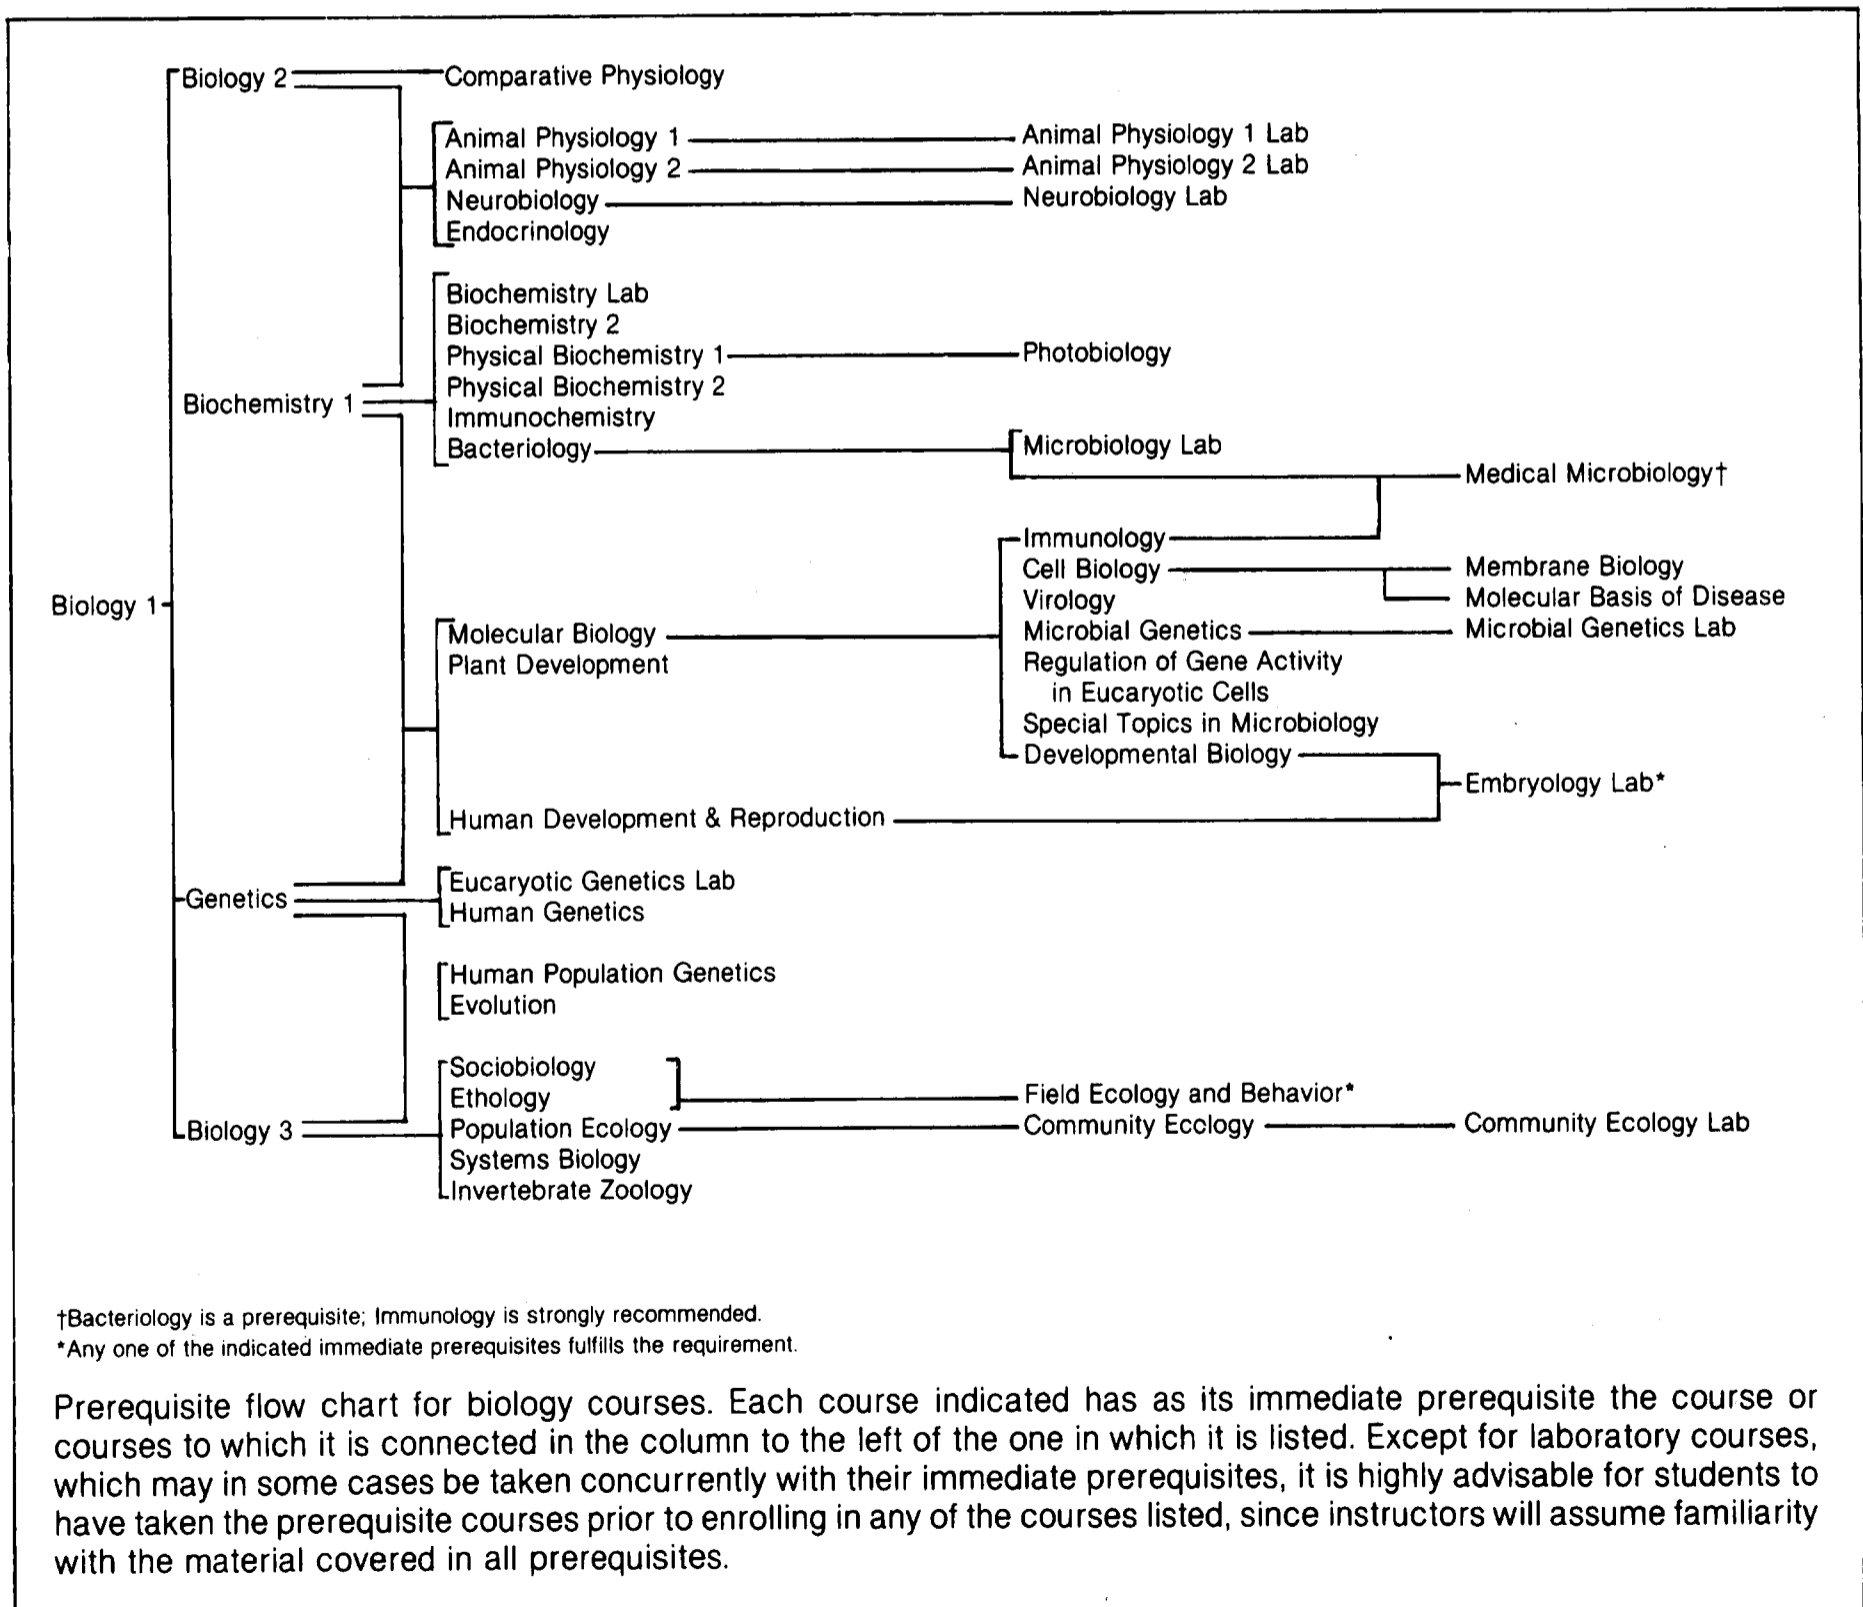 Biology 2
Comparative Physiology
Animal Physiology 1
Animal Physiology 1 Lab
Animal Physiology 2
Animal Physiology 2 Lab
Neurobiology
Neurobiology Lab
Endocrinology
Biochemistry Lab
Biochemistry 2
Physical Biochemistry 1
Photobiology
Physical Biochemistry 2
Biochemistry 1
Immunochemistry
Bacteriology
Microbiology Lab
Medical Microbiology†
Immunology
Cell Biology
Membrane Biology
Biology 1
Virology
Molecular Basis of Disease
Molecular Biology
Microbial Genetics
Microbial Genetics Lab
Plant Development
Regulation of Gene Activity
in Eucaryotic Cells
Special Topics in Microbiology
Developmental Biology
Embryology Lab*
Human Development & Reproduction
Eucaryotic Genetics Lab
Genetics
Human Genetics
Human Population Genetics
Evolution
Sociobiology
Ethology
Field Ecology and Behavior*
Biology 3
Population Ecology
Community Ecology
Community Ecology Lab
Systems Biology
Invertebrate Zoology
†Bacteriology is a prerequisite; Immunology is strongly recommended.
*Any one of the indicated immediate prerequisites fulfills the requirement.
Prerequisite flow chart for biology courses. Each course indicated has as its immediate prerequisite the course or
courses to which it is connected in the column to the left of the one in which it is listed. Except for laboratory courses,
which may in some cases be taken concurrently with their immediate prerequisites, it is highly advisable for students to
have taken the prerequisite courses prior to enrolling in any of the courses listed, since instructors will assume familiarity
with the material covered in all prerequisites.